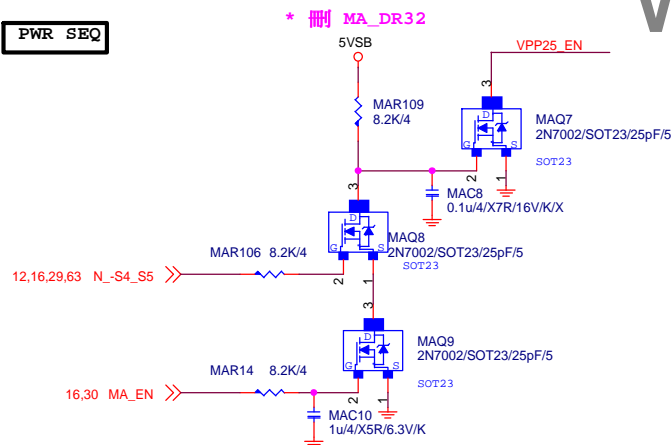 * 刪 MA_DR32
PWR SEQ
5VSB
VPP25_EN
MAR109
8.2K/4
3
D
G
S
MAQ7
2N7002/SOT23/25pF/5
SOT23
2
1
3
MAC8
0.1u/4/X7R/16V/K/X
D
G
S
MAQ8
2N7002/SOT23/25pF/5
SOT23
MAR106 8.2K/4
12,16,29,63 N_-S4_S5
2
1
3
D
G
S
MAQ9
2N7002/SOT23/25pF/5
SOT23
MAR14 8.2K/4
16,30 MA_EN
2
1
MAC10
1u/4/X5R/6.3V/K